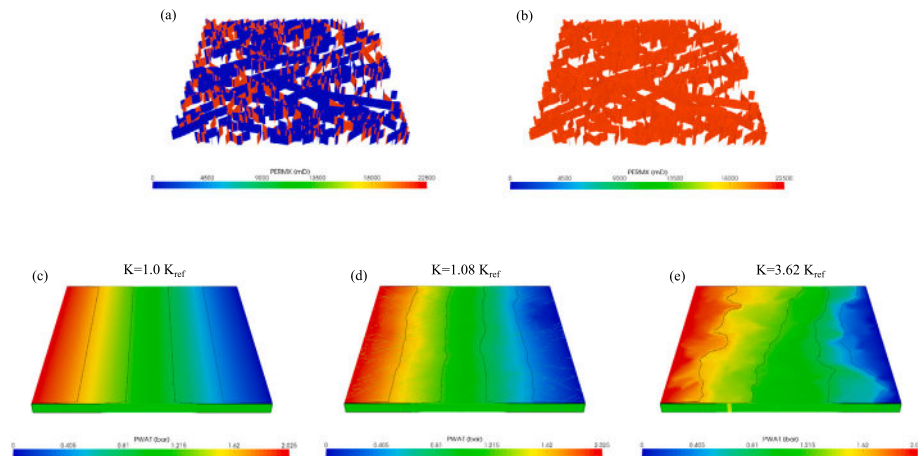 (a) (b)
PERMX (mD) PERMX (mD)
0 4500 9000 13500 18000 22500 0 4500 9000 13500 18000 22500
(c) K=1.0 Kref (d) K=1.08 Kref (e) K=3.62 Kref
PWAT (bar) PWAT (bar) PWAT (bar)
0 0.405 0.81 1.215 1.62 2.025 0 0.405 0.81 1.215 1.62 2.025 0 0.405 0.81 1.215 1.62